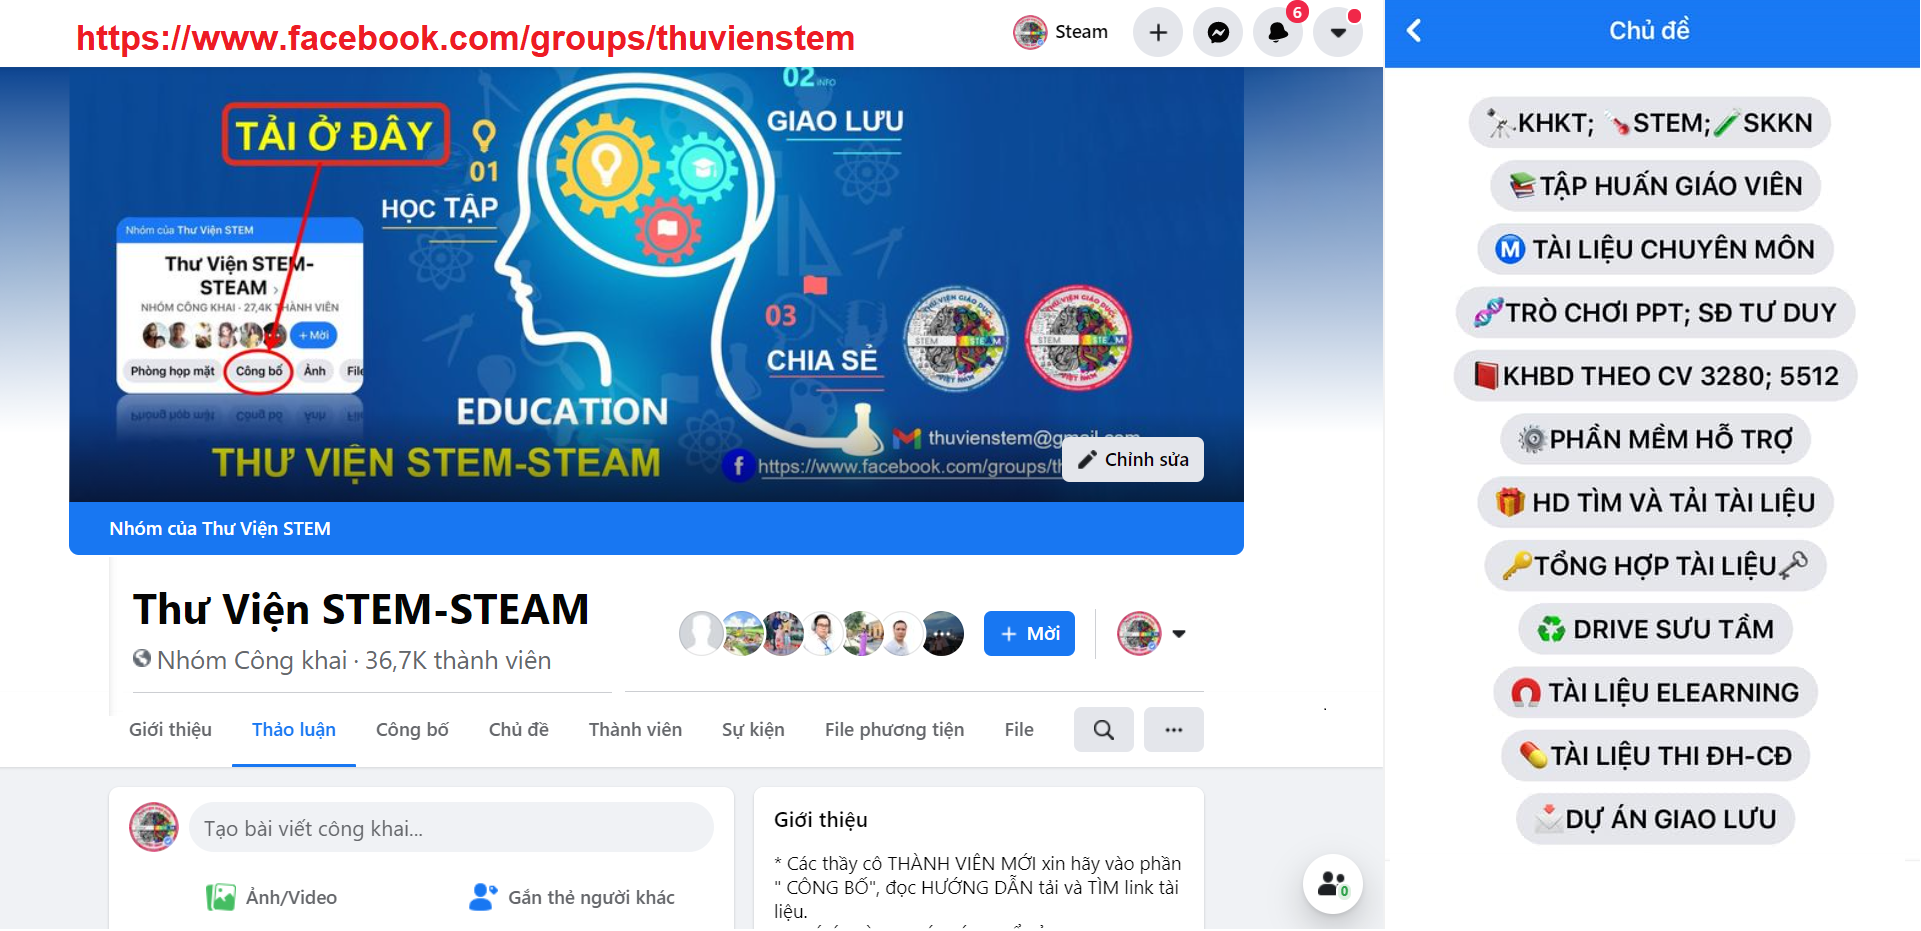 https://www.facebook.com/groups/thuvienstem
Steam
6
TẢI Ở ĐÂY
01
HỌC TẬP
02 INFO
GIAO LƯU
03
CHIA SẺ
Nhóm của Thư Viện STEM
Thư Viện STEM-
STEAM
NHÓM CÔNG KHAI - 27,4K THÀNH VIÊN
+ Mời
Phòng họp mặt
Công bố
Ảnh
File
STEM
STEAM
STEM
STEAM
EDUCATION
THƯ VIỆN STEM-STEAM
thuvienstem@gmail.com
https://www.facebook.com/groups/th
Chỉnh sửa
Nhóm của Thư Viện STEM
Thư Viện STEM-STEAM
Nhóm Công khai · 36,7K thành viên
+ Mời
Giới thiệu
Thảo luận
Công bố
Chủ đề
Thành viên
Sự kiện
File phương tiện
File
Tạo bài viết công khai...
Ảnh/Video
Gắn thẻ người khác
Giới thiệu
* Các thầy cô THÀNH VIÊN MỚI xin hãy vào phần
" CÔNG BỐ", đọc HƯỚNG DẪN tải và TÌM link tài
liệu.
0
Chủ đề
KHKT; STEM; SKKN
TẬP HUẤN GIÁO VIÊN
M TÀI LIỆU CHUYÊN MÔN
TRÒ CHƠI PPT; SĐ TƯ DUY
KHBD THEO CV 3280; 5512
PHẦN MỀM HỖ TRỢ
HD TÌM VÀ TẢI TÀI LIỆU
TỔNG HỢP TÀI LIỆU
DRIVE SƯU TẦM
TÀI LIỆU ELEARNING
TÀI LIỆU THI ĐH-CĐ
DỰ ÁN GIAO LƯU